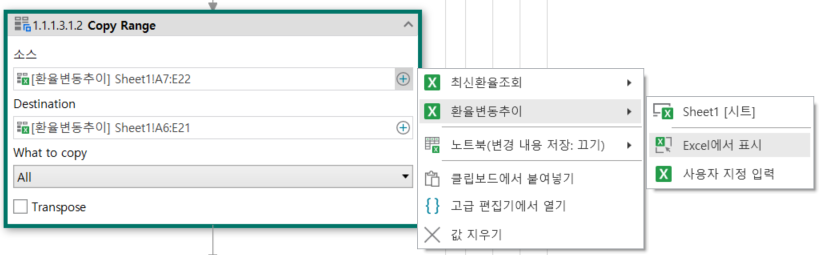 1.1.1.3.1.2 Copy Range
소스
[환율변동추이] Sheet1!A7:E22
Destination
[환율변동추이] Sheet1!A6:E21
What to copy
All
Transpose
최신환율조회
환율변동추이
노트북(변경 내용 저장: 끄기)
클립보드에서 붙여넣기
고급 편집기에서 열기
값 지우기
Sheet1 [시트]
Excel에서 표시
사용자 지정 입력